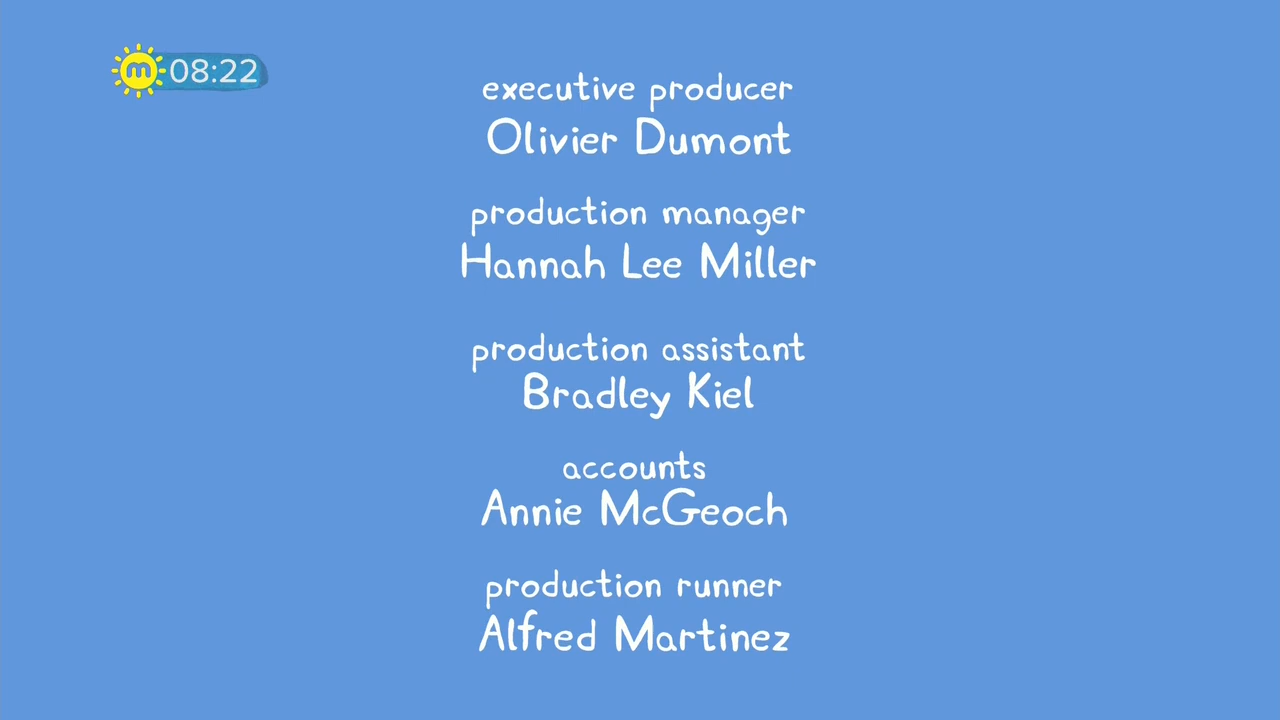 m 08:22
executive producer
Olivier Dumont
production manager
Hannah Lee Miller
production assistant
Bradley Kiel
accounts
Annie McGeoch
production runner
Alfred Martinez